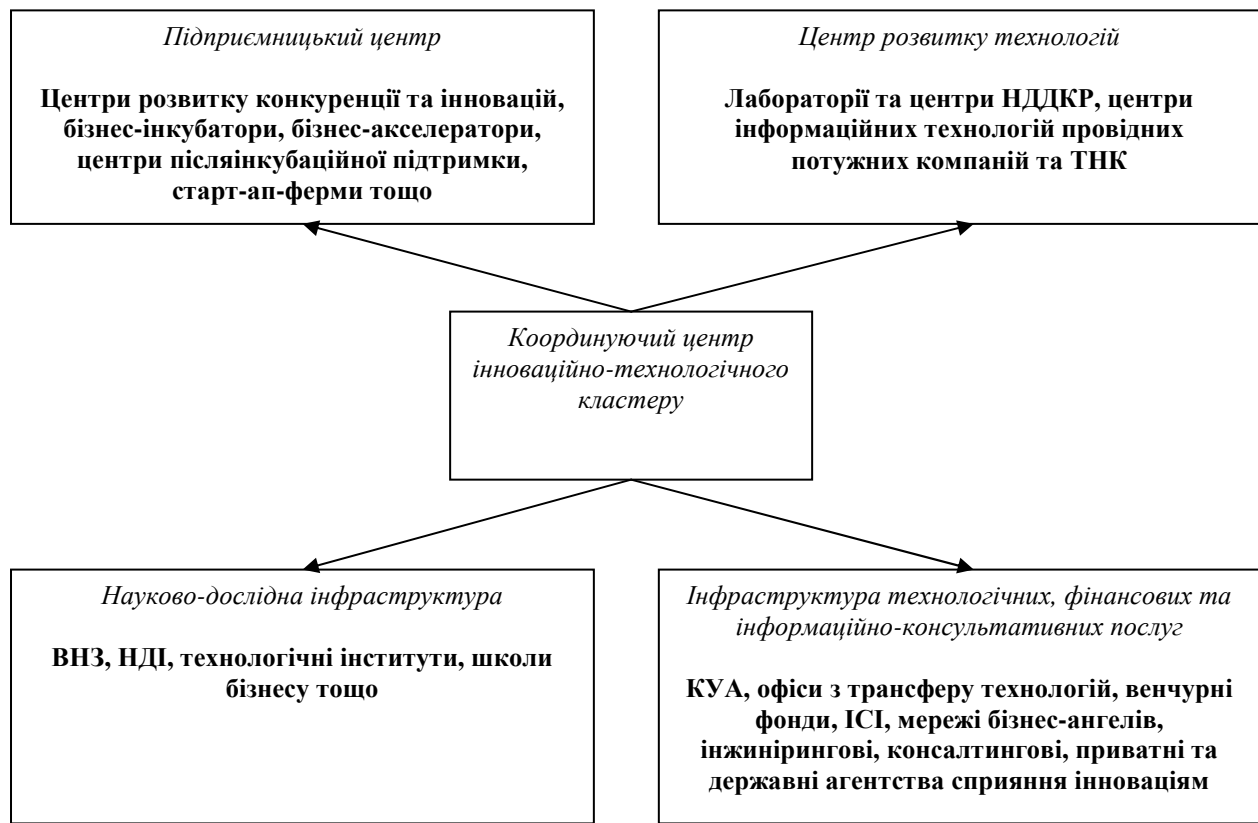 Підприємницький центр
Центри розвитку конкуренції та інновацій,
бізнес-інкубатори, бізнес-акселератори,
центри післяінкубаційної підтримки,
старт-ап-ферми тощо
Центр розвитку технологій
Лабораторії та центри НДДКР, центри
інформаційних технологій провідних
потужних компаній та ТНК
Координуючий центр
інноваційно-технологічного
кластеру
Науково-дослідна інфраструктура
ВНЗ, НДІ, технологічні інститути, школи
бізнесу тощо
Інфраструктура технологічних, фінансових та
інформаційно-консультативних послуг
КУА, офіси з трансферу технологій, венчурні
фонди, ІСІ, мережі бізнес-ангелів,
інжинірингові, консалтингові, приватні та
державні агентства сприяння інноваціям